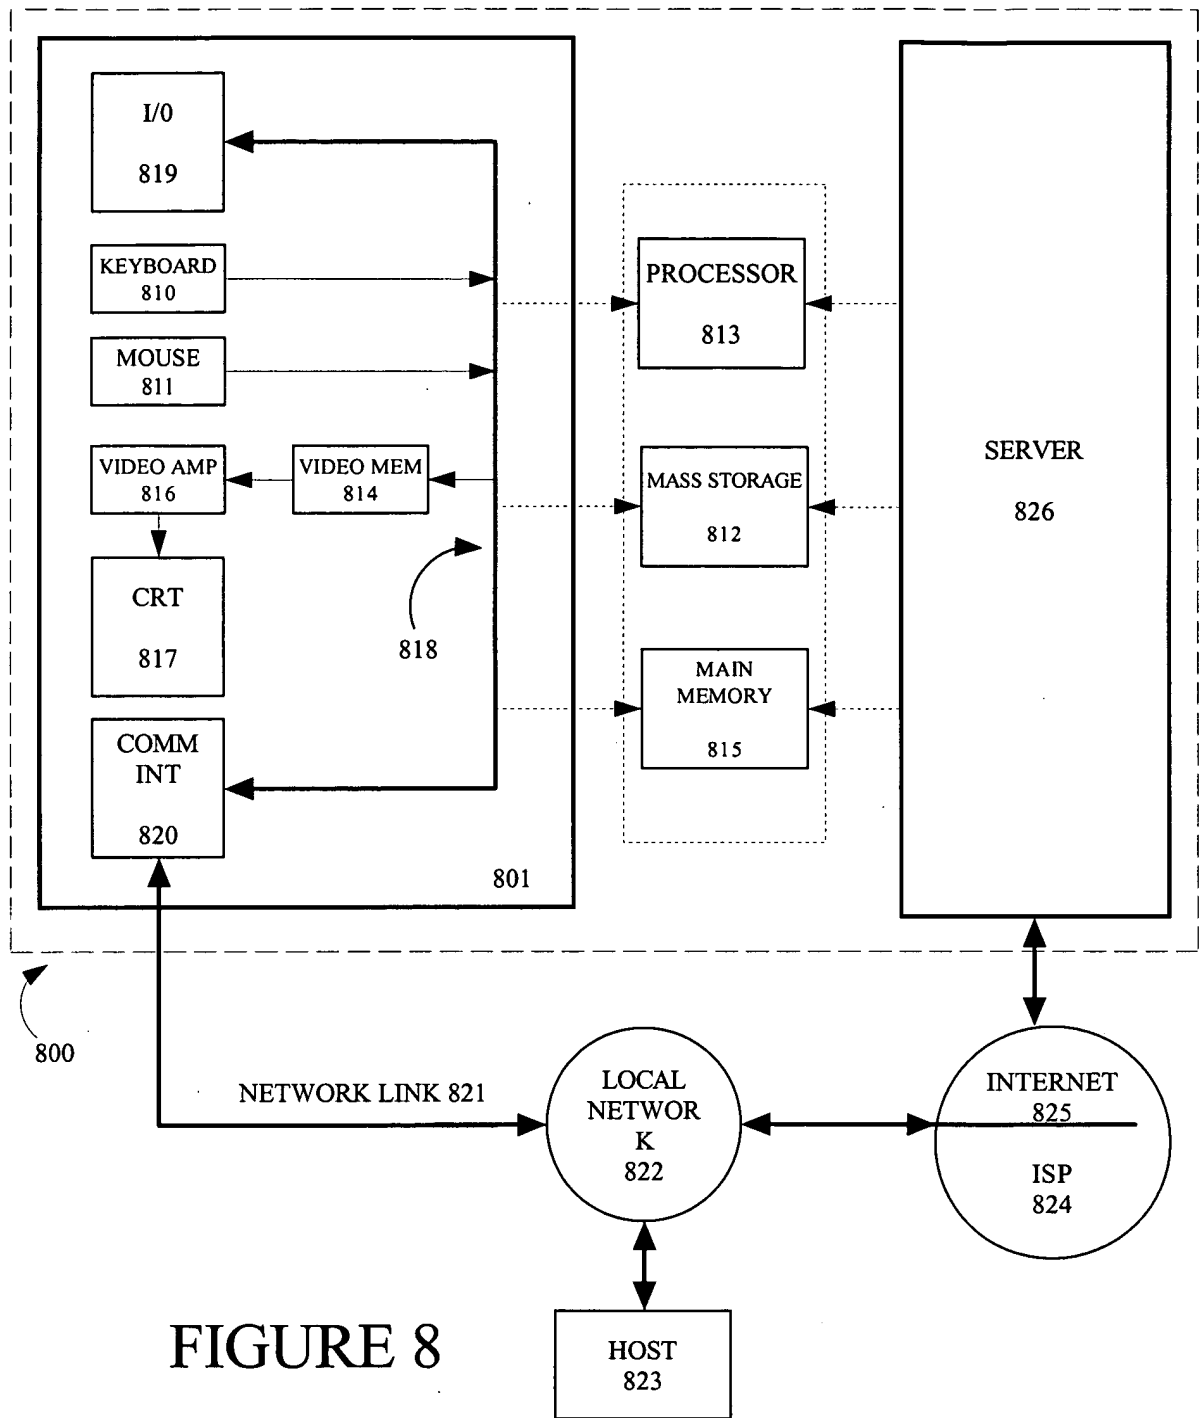 I/0
819
KEYBOARD
810
MOUSE
811
VIDEO AMP
816
VIDEO MEM
814
CRT
817
818
COMM
INT
820
801
PROCESSOR
813
MASS STORAGE
812
MAIN
MEMORY
815
SERVER
826
800
NETWORK LINK 821
LOCAL
NETWOR
K
822
INTERNET
825
ISP
824
HOST
823
FIGURE 8